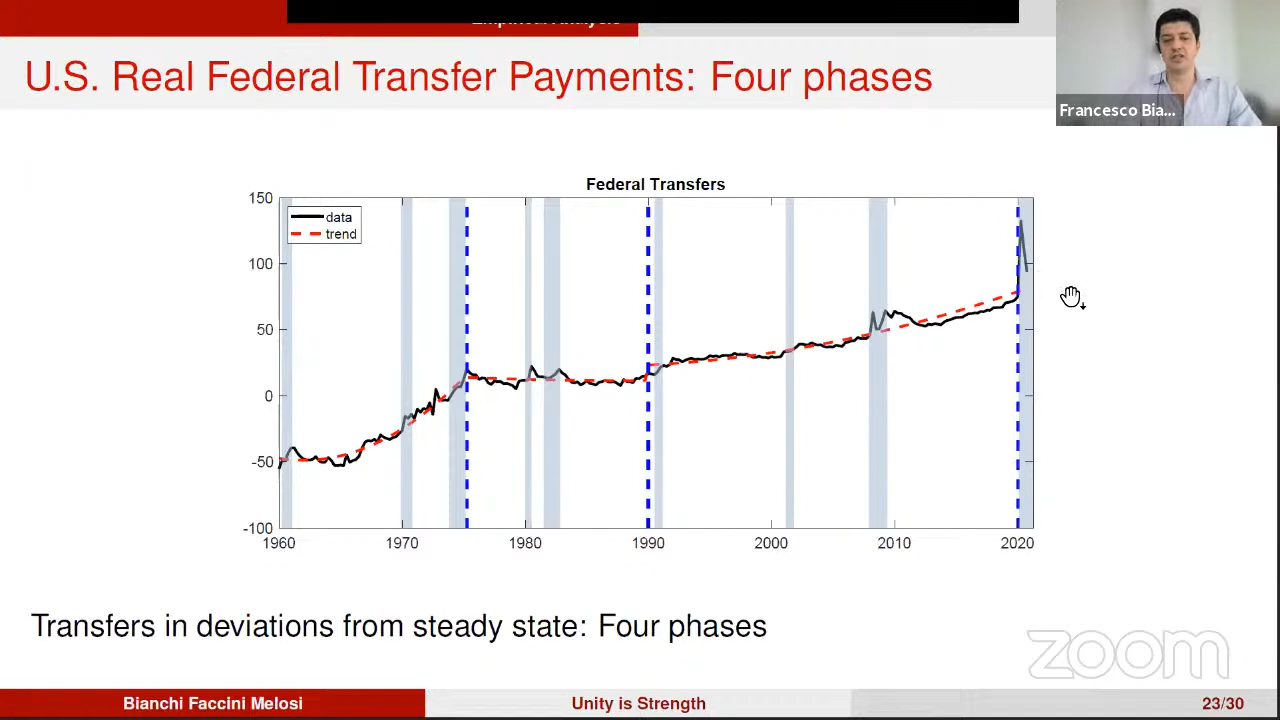 Empirical Analysis
U.S. Real Federal Transfer Payments: Four phases
Francesco Bia...
Federal Transfers
data
trend
150
100
50
0
-50
-100
1960 1970 1980 1990 2000 2010 2020
Transfers in deviations from steady state: Four phases
zoom
Bianchi Faccini Melosi Unity is Strength 23/30